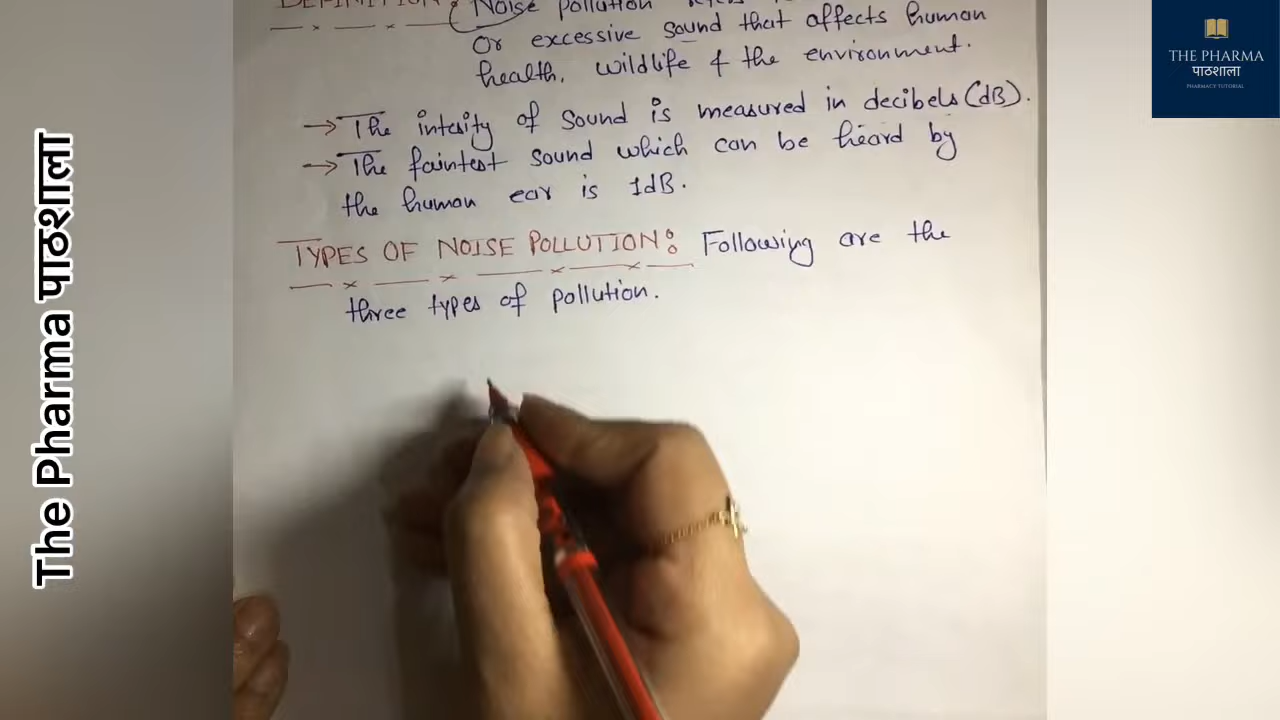 DEFINITION: Noise pollution
or excessive sound that affects human
health, wildlife & the environment.
→ The intesity of sound is measured in decibels (dB).
→ The faintest sound which can be heard by
the human ear is 1dB.
TYPES OF NOISE POLLUTION: Following are the
three types of pollution.
The Pharma पाठशाला
THE PHARMA
पाठशाला
PHARMACY TUTORIAL